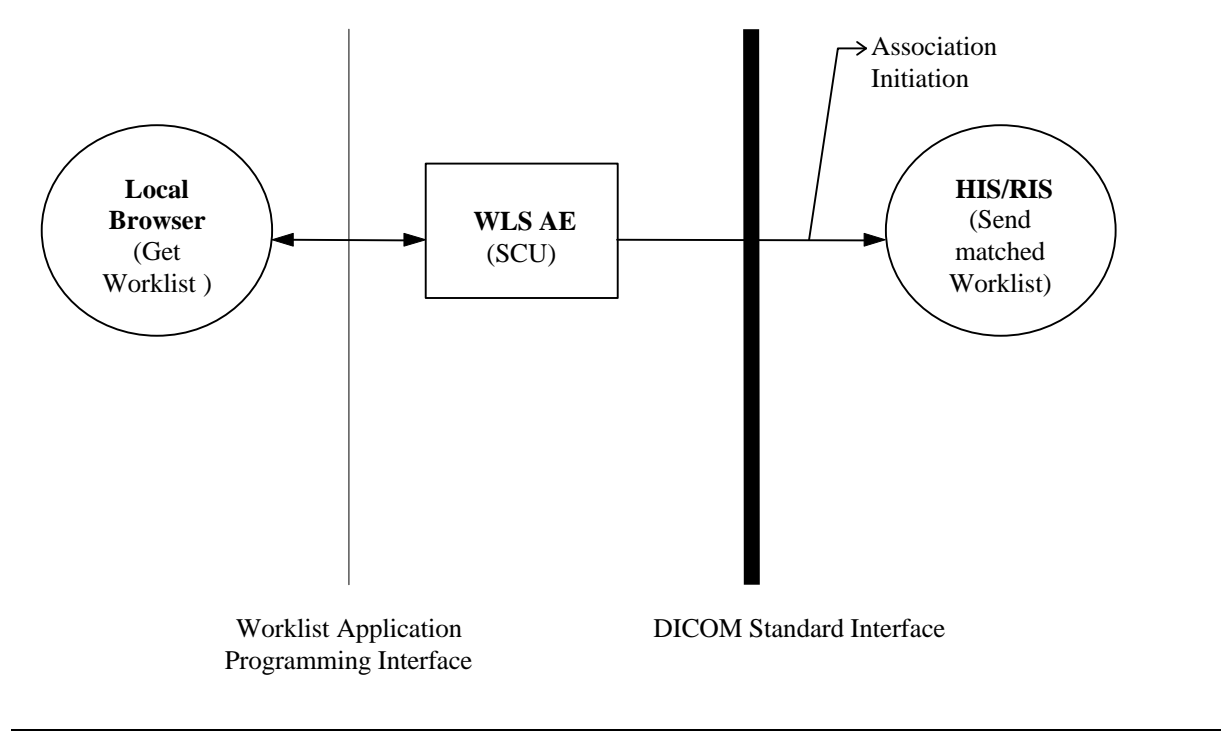 Association
Initiation
Local
Browser
(Get
Worklist )
WLS AE
(SCU)
HIS/RIS
(Send
matched
Worklist)
Worklist Application
Programming Interface
DICOM Standard Interface